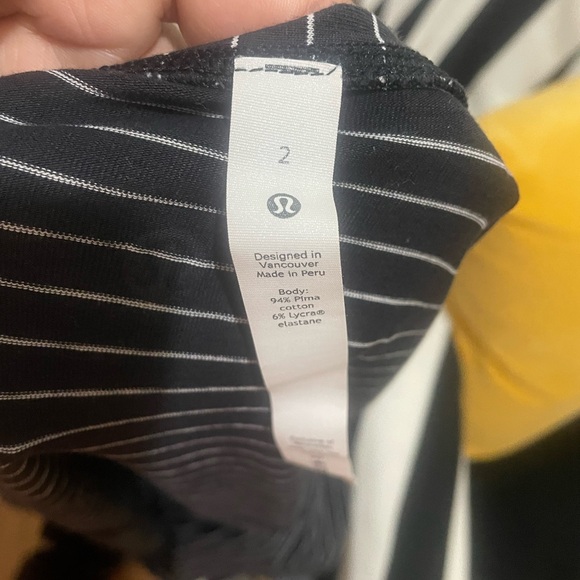 2
Designed in
Vancouver
Made in Peru
Body:
94% Pima
cotton
6% Lycra®
elastane